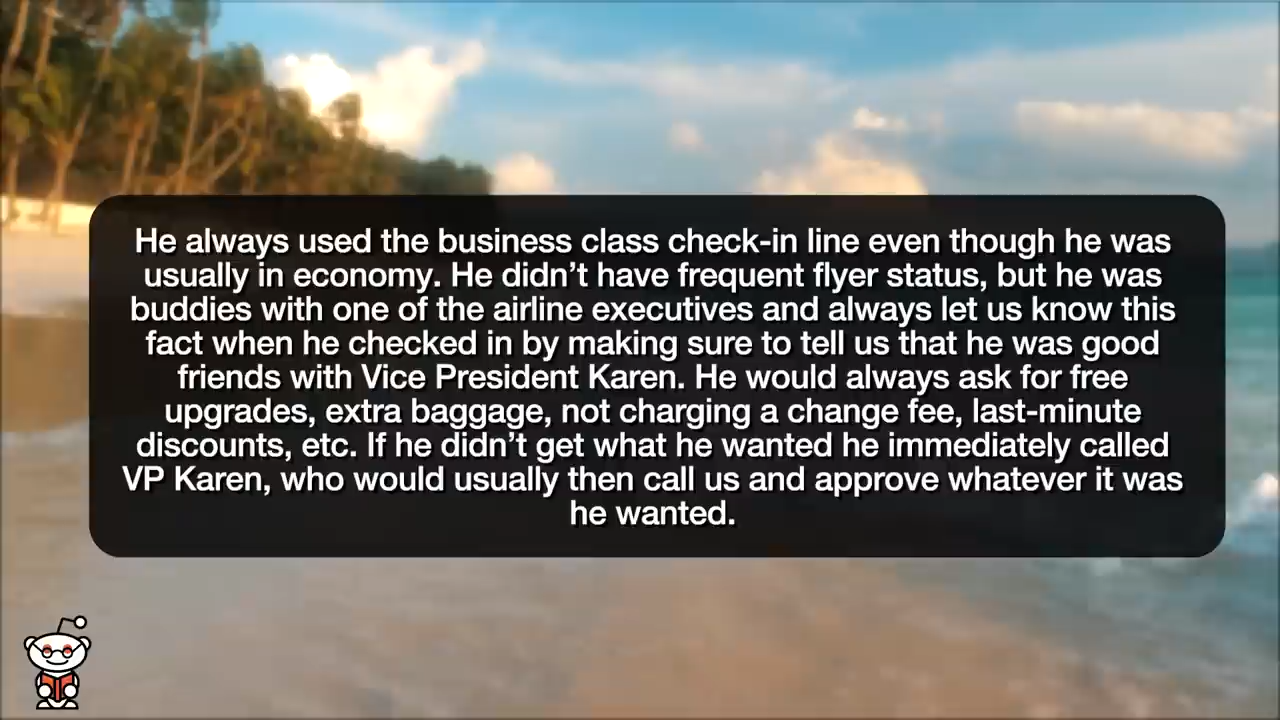 He always used the business class check-in line even though he was
usually in economy. He didn’t have frequent flyer status, but he was
buddies with one of the airline executives and always let us know this
fact when he checked in by making sure to tell us that he was good
friends with Vice President Karen. He would always ask for free
upgrades, extra baggage, not charging a change fee, last-minute
discounts, etc. If he didn’t get what he wanted he immediately called
VP Karen, who would usually then call us and approve whatever it was
he wanted.